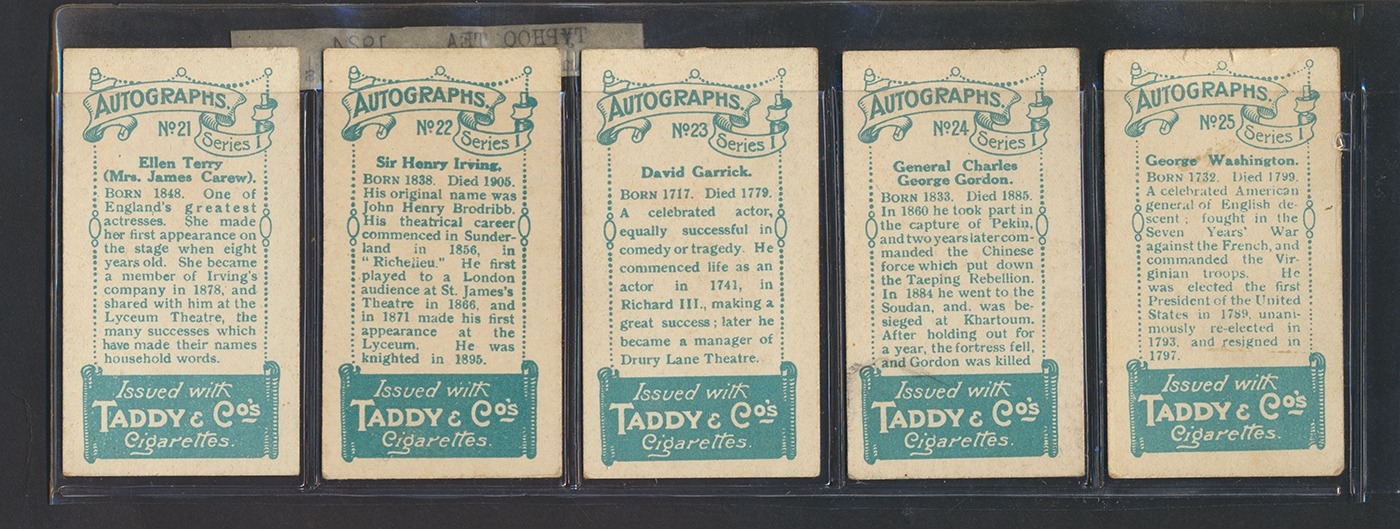 TYPHOO TEA 1924
AUTOGRAPHS.
Nº21
Series 1
Ellen Terry
(Mrs. James Carew).
BORN 1848. One of
England's greatest
actresses. She made
her first appearance on
the stage when eight
years old. She became
a member of Irving's
company in 1878, and
shared with him at the
Lyceum Theatre, the
many successes which
have made their names
household words.
Issued with
TADDY & Co's
Cigarettes.
AUTOGRAPHS.
Nº22
Series 1
Sir Henry Irving.
BORN 1838. Died 1905.
His original name was
John Henry Brodribb.
His theatrical career
commenced in Sunder-
land in 1856, in
"Richelieu." He first
played to a London
audience at St. James's
Theatre in 1866, and
in 1871 made his first
appearance at the
Lyceum. He was
knighted in 1895.
Issued with
TADDY & Co's
Cigarettes.
AUTOGRAPHS.
Nº23
Series 1
David Garrick.
BORN 1717. Died 1779.
A celebrated actor,
equally successful in
comedy or tragedy. He
commenced life as an
actor in 1741, in
Richard III., making a
great success; later he
became a manager of
Drury Lane Theatre.
Issued with
TADDY & Co's
Cigarettes.
AUTOGRAPHS.
Nº24
Series 1
General Charles
George Gordon.
BORN 1833. Died 1885.
In 1860 he took part in
the capture of Pekin,
and two years later com-
manded the Chinese
force which put down
the Taeping Rebellion.
In 1884 he went to the
Soudan, and was be-
sieged at Khartoum.
After holding out for
a year, the fortress fell,
and Gordon was killed
Issued with
TADDY & Co's
Cigarettes.
AUTOGRAPHS.
Nº25
Series 1
George Washington.
BORN 1732. Died 1799.
A celebrated American
general of English de-
scent; fought in the
Seven Years' War
against the French, and
commanded the Vir-
ginian troops. He
was elected the first
President of the United
States in 1789, unani-
mously re-elected in
1793, and resigned in
1797.
Issued with
TADDY & Co's
Cigarettes.